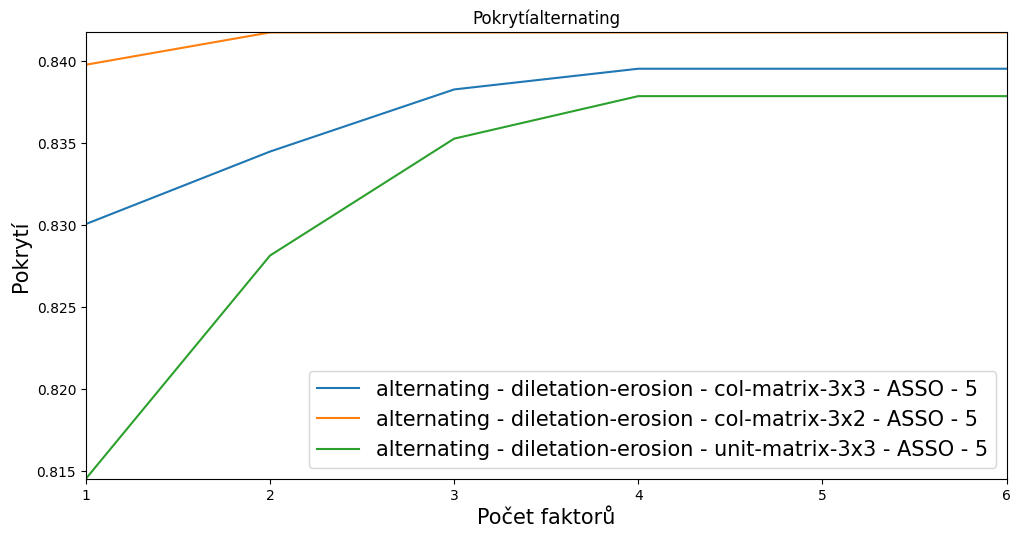 Pokrytíalternating
0.840
0.835
0.830
0.825
0.820
0.815
Pokrytí
alternating - diletation-erosion - col-matrix-3x3 - ASSO - 5
alternating - diletation-erosion - col-matrix-3x2 - ASSO - 5
alternating - diletation-erosion - unit-matrix-3x3 - ASSO - 5
1 2 3 4 5 6
Počet faktorů